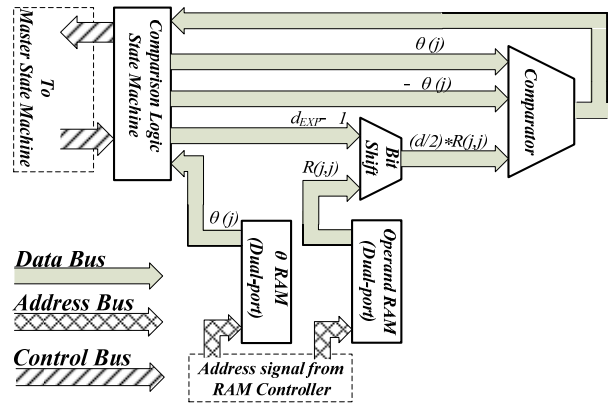 To
Master State Machine
Comparison Logic
State Machine
θ (j)
- θ (j)
d_EXP- 1
Comparator
Bit
Shift
(d/2)*R(j,j)
R(j,j)
θ (j)
θ RAM
(Dual-port)
Operand RAM
(Dual-port)
Data Bus
Address Bus
Control Bus
Address signal from
RAM Controller